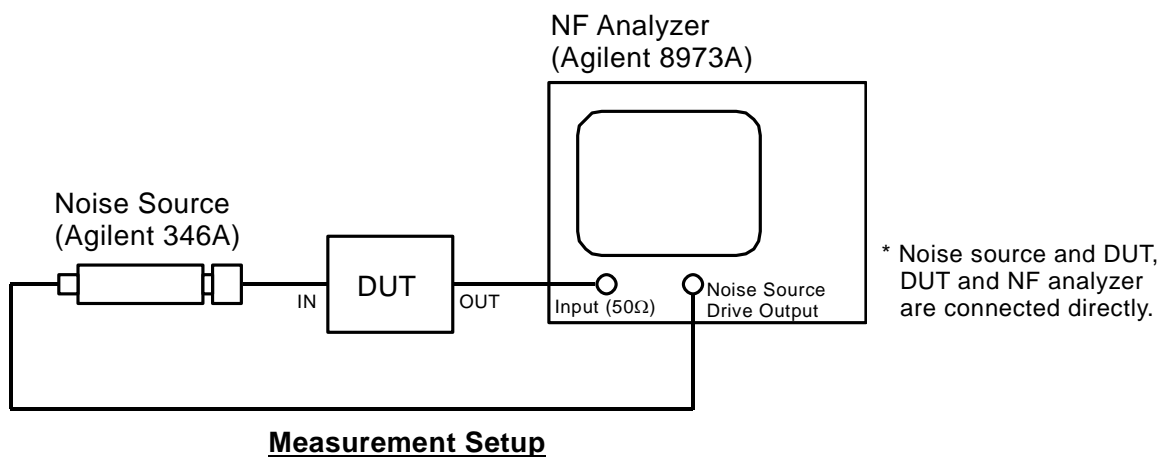 NF Analyzer
(Agilent 8973A)
Noise Source
(Agilent 346A)
DUT
IN
OUT
Input (50Ω)
Noise Source
Drive Output
* Noise source and DUT,
DUT and NF analyzer
are connected directly.
Measurement Setup